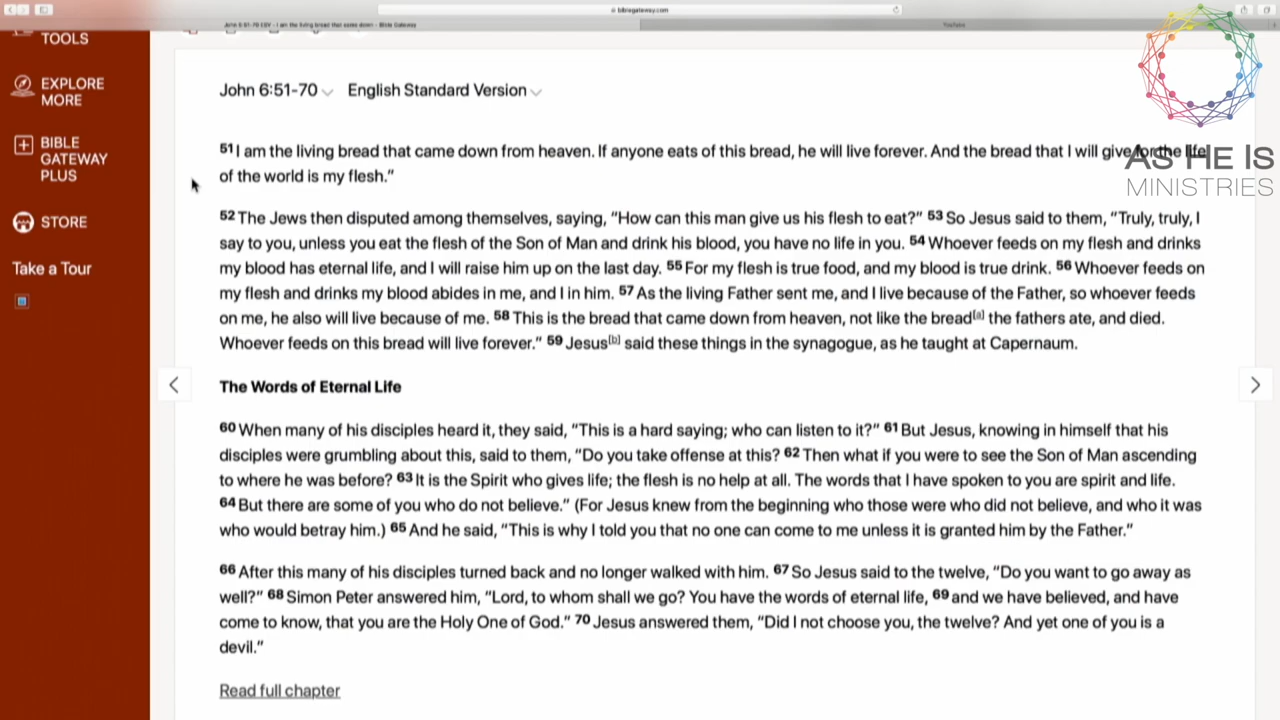 biblegateway.com
John 6:51-70 ESV - I am the living bread that came down - Bible Gateway
YouTube
TOOLS
EXPLORE
MORE
BIBLE
GATEWAY
PLUS
STORE
Take a Tour
AS HE IS
MINISTRIES
John 6:51-70 English Standard Version
51 I am the living bread that came down from heaven. If anyone eats of this bread, he will live forever. And the bread that I will give for the life
of the world is my flesh.”
52 The Jews then disputed among themselves, saying, “How can this man give us his flesh to eat?” 53 So Jesus said to them, “Truly, truly, I
say to you, unless you eat the flesh of the Son of Man and drink his blood, you have no life in you. 54 Whoever feeds on my flesh and drinks
my blood has eternal life, and I will raise him up on the last day. 55 For my flesh is true food, and my blood is true drink. 56 Whoever feeds on
my flesh and drinks my blood abides in me, and I in him. 57 As the living Father sent me, and I live because of the Father, so whoever feeds
on me, he also will live because of me. 58 This is the bread that came down from heaven, not like the bread[a] the fathers ate, and died.
Whoever feeds on this bread will live forever.” 59 Jesus[b] said these things in the synagogue, as he taught at Capernaum.
The Words of Eternal Life
60 When many of his disciples heard it, they said, “This is a hard saying; who can listen to it?” 61 But Jesus, knowing in himself that his
disciples were grumbling about this, said to them, “Do you take offense at this? 62 Then what if you were to see the Son of Man ascending
to where he was before? 63 It is the Spirit who gives life; the flesh is no help at all. The words that I have spoken to you are spirit and life.
64 But there are some of you who do not believe.” (For Jesus knew from the beginning who those were who did not believe, and who it was
who would betray him.) 65 And he said, “This is why I told you that no one can come to me unless it is granted him by the Father.”
66 After this many of his disciples turned back and no longer walked with him. 67 So Jesus said to the twelve, “Do you want to go away as
well?” 68 Simon Peter answered him, “Lord, to whom shall we go? You have the words of eternal life, 69 and we have believed, and have
come to know, that you are the Holy One of God.” 70 Jesus answered them, “Did I not choose you, the twelve? And yet one of you is a
devil.”
Read full chapter